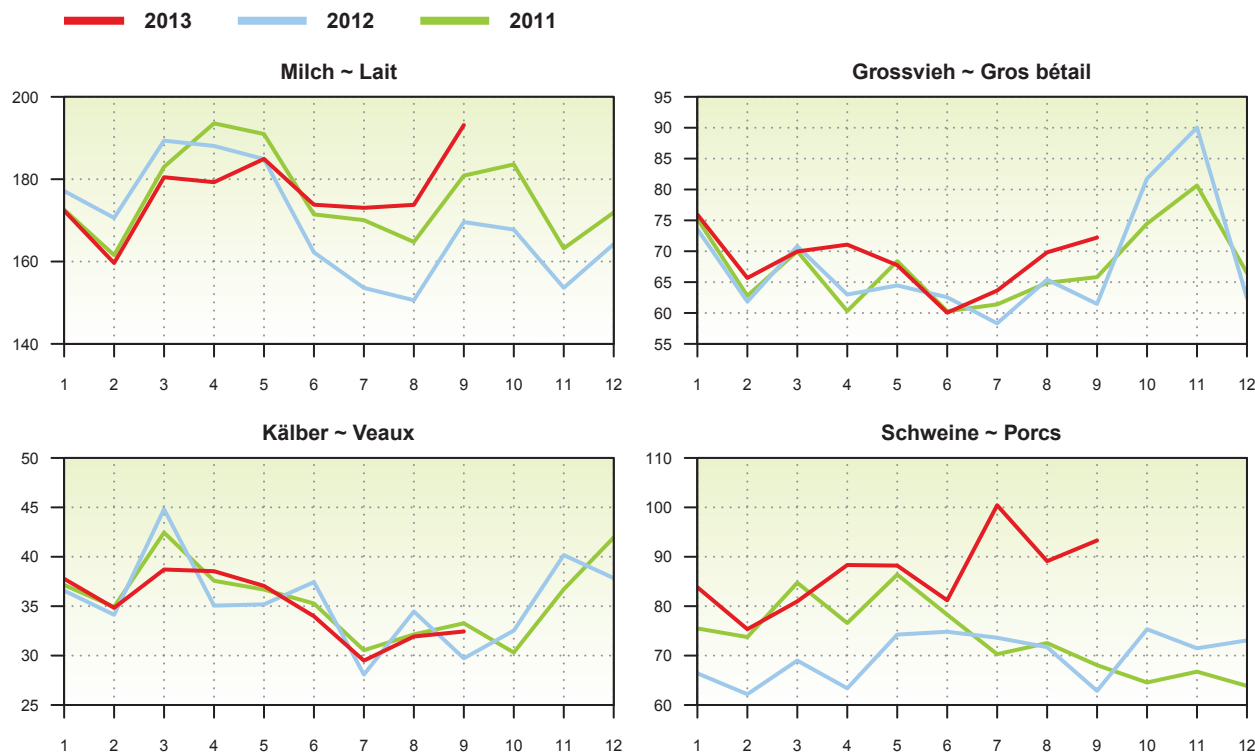 2013 2012 2011
Milch ~ Lait
200
180
160
140
1 2 3 4 5 6 7 8 9 10 11 12
Grossvieh ~ Gros bétail
95
90
85
80
75
70
65
60
55
1 2 3 4 5 6 7 8 9 10 11 12
Kälber ~ Veaux
50
45
40
35
30
25
1 2 3 4 5 6 7 8 9 10 11 12
Schweine ~ Porcs
110
100
90
80
70
60
1 2 3 4 5 6 7 8 9 10 11 12